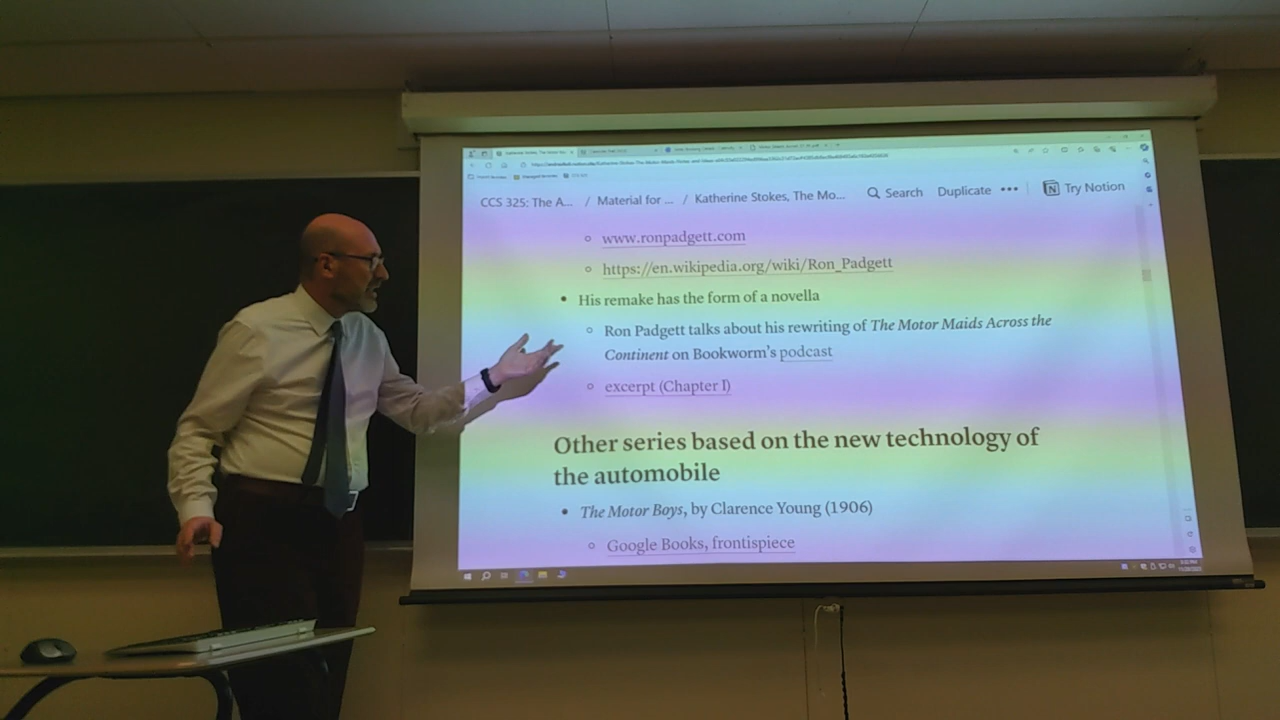 CCS 325: The A... / Material for ... / Katherine Stokes, The Mo... Search Duplicate ••• Try Notion
www.ronpadgett.com
https://en.wikipedia.org/wiki/Ron_Padgett
His remake has the form of a novella
Ron Padgett talks about his rewriting of The Motor Maids Across the
Continent on Bookworm's podcast
excerpt (Chapter I)
Other series based on the new technology of
the automobile
The Motor Boys, by Clarence Young (1906)
Google Books, frontispiece